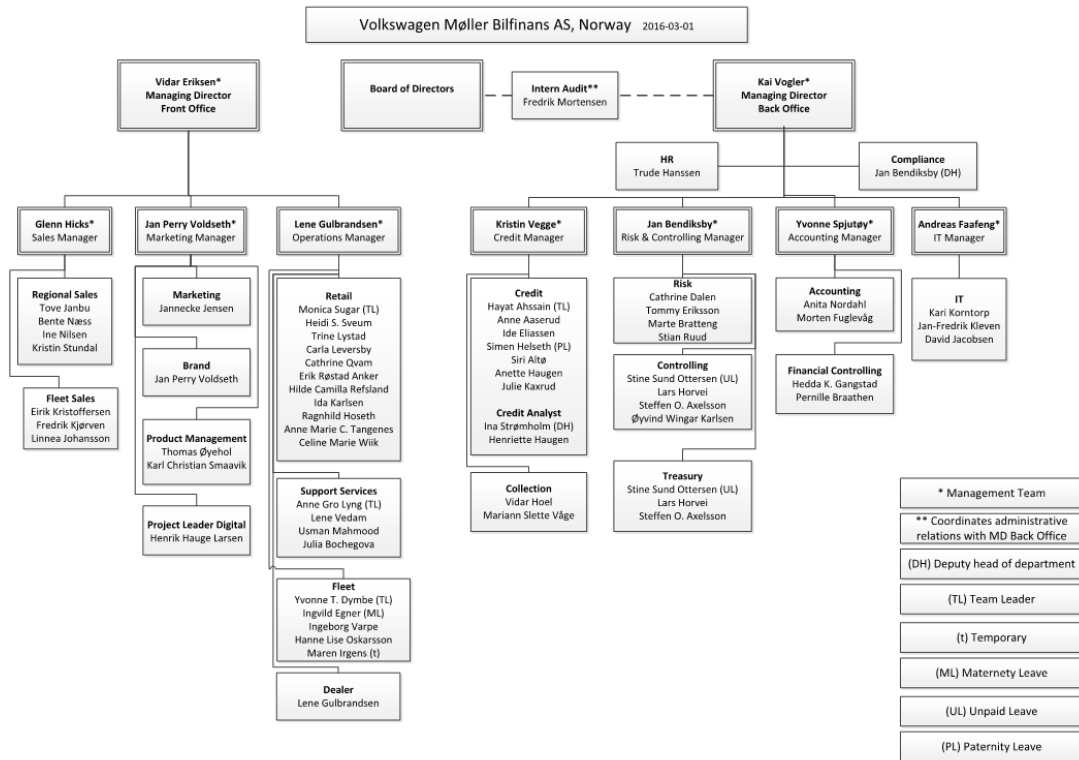 Volkswagen Møller Bilfinans AS, Norway 2016-03-01
Vidar Eriksen*
Managing Director
Front Office
Board of Directors
Intern Audit**
Fredrik Mortensen
Kai Vogler*
Managing Director
Back Office
HR
Trude Hanssen
Compliance
Jan Bendiksby (DH)
Glenn Hicks*
Sales Manager
Jan Perry Voldseth*
Marketing Manager
Lene Gulbrandsen*
Operations Manager
Kristin Vegge*
Credit Manager
Jan Bendiksby*
Risk & Controlling Manager
Yvonne Spjutøy*
Accounting Manager
Andreas Faafeng*
IT Manager
Regional Sales
Tove Janbu
Bente Næss
Ine Nilsen
Kristin Stundal
Fleet Sales
Eirik Kristoffersen
Fredrik Kjørven
Linnea Johansson
Marketing
Jannecke Jensen
Brand
Jan Perry Voldseth
Product Management
Thomas Øyehol
Karl Christian Smaavik
Project Leader Digital
Henrik Hauge Larsen
Retail
Monica Sugar (TL)
Heidi S. Sveum
Trine Lystad
Carla Leversby
Cathrine Qvam
Erik Røstad Anker
Hilde Camilla Refsland
Ida Karlsen
Ragnhild Hoseth
Anne Marie C. Tangenes
Celine Marie Wiik
Support Services
Anne Gro Lyng (TL)
Lene Vedam
Usman Mahmood
Julia Bochegova
Fleet
Yvonne T. Dymbe (TL)
Ingvild Egner (ML)
Ingeborg Varpe
Hanne Lise Oskarsson
Maren Irgens (t)
Dealer
Lene Gulbrandsen
Credit
Hayat Ahssain (TL)
Anne Aaserud
Ide Eliassen
Simen Helseth (PL)
Siri Altø
Anette Haugen
Julie Kaxrud
Credit Analyst
Ina Strømholm (DH)
Henriette Haugen
Collection
Vidar Hoel
Mariann Slette Våge
Risk
Cathrine Dalen
Tommy Eriksson
Marte Bratteng
Stian Ruud
Controlling
Stine Sund Ottersen (UL)
Lars Horvei
Steffen O. Axelsson
Øyvind Wingar Karlsen
Treasury
Stine Sund Ottersen (UL)
Lars Horvei
Steffen O. Axelsson
Accounting
Anita Nordahl
Morten Fuglevåg
Financial Controlling
Hedda K. Gangstad
Pernille Braathen
IT
Kari Korntorp
Jan-Fredrik Kleven
David Jacobsen
* Management Team
** Coordinates administrative
relations with MD Back Office
(DH) Deputy head of department
(TL) Team Leader
(t) Temporary
(ML) Maternety Leave
(UL) Unpaid Leave
(PL) Paternity Leave